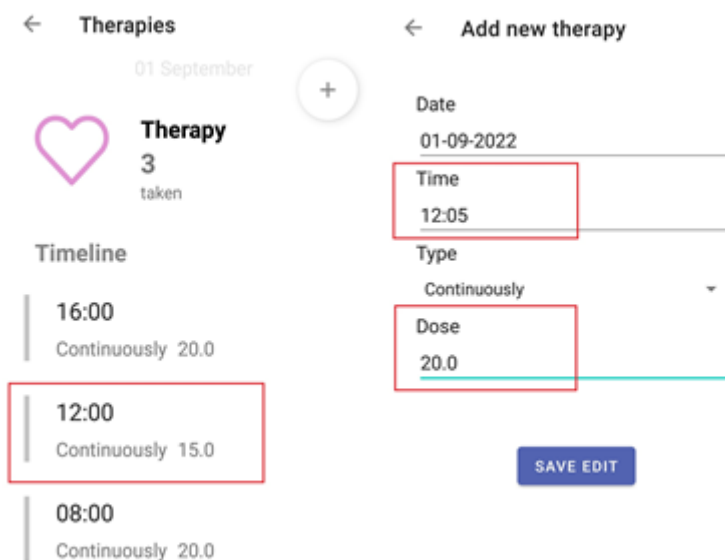 Therapies
01 September
+
Therapy
3
taken
Timeline
16:00
Continuously 20.0
12:00
Continuously 15.0
08:00
Continuously 20.0
Add new therapy
Date
01-09-2022
Time
12:05
Type
Continuously
Dose
20.0
SAVE EDIT